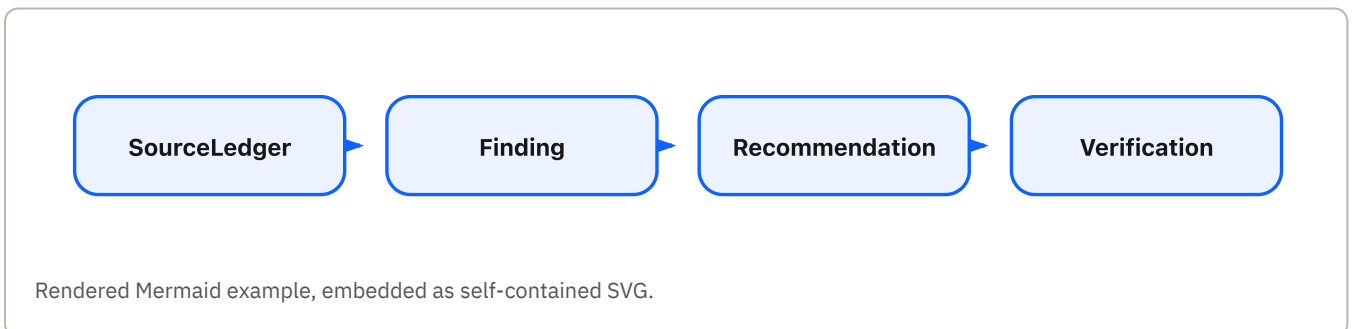 SourceLedger
Finding
Recommendation
Verification
Rendered Mermaid example, embedded as self-contained SVG.